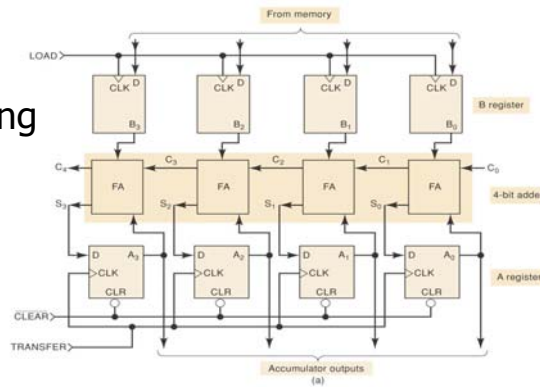 From memory
LOAD
D D D D
CLK CLK CLK CLK
ng
B register
B3 B2 B1 B0
C4 C3 C2 C1 C0
FA FA FA FA
4-bit adde
S3 S2 S1 S0
D A3 D A2 D A1 D A0
CLK CLK CLK CLK
A register
CLR CLR CLR CLR
CLEAR
TRANSFER
Accumulator outputs
(a)